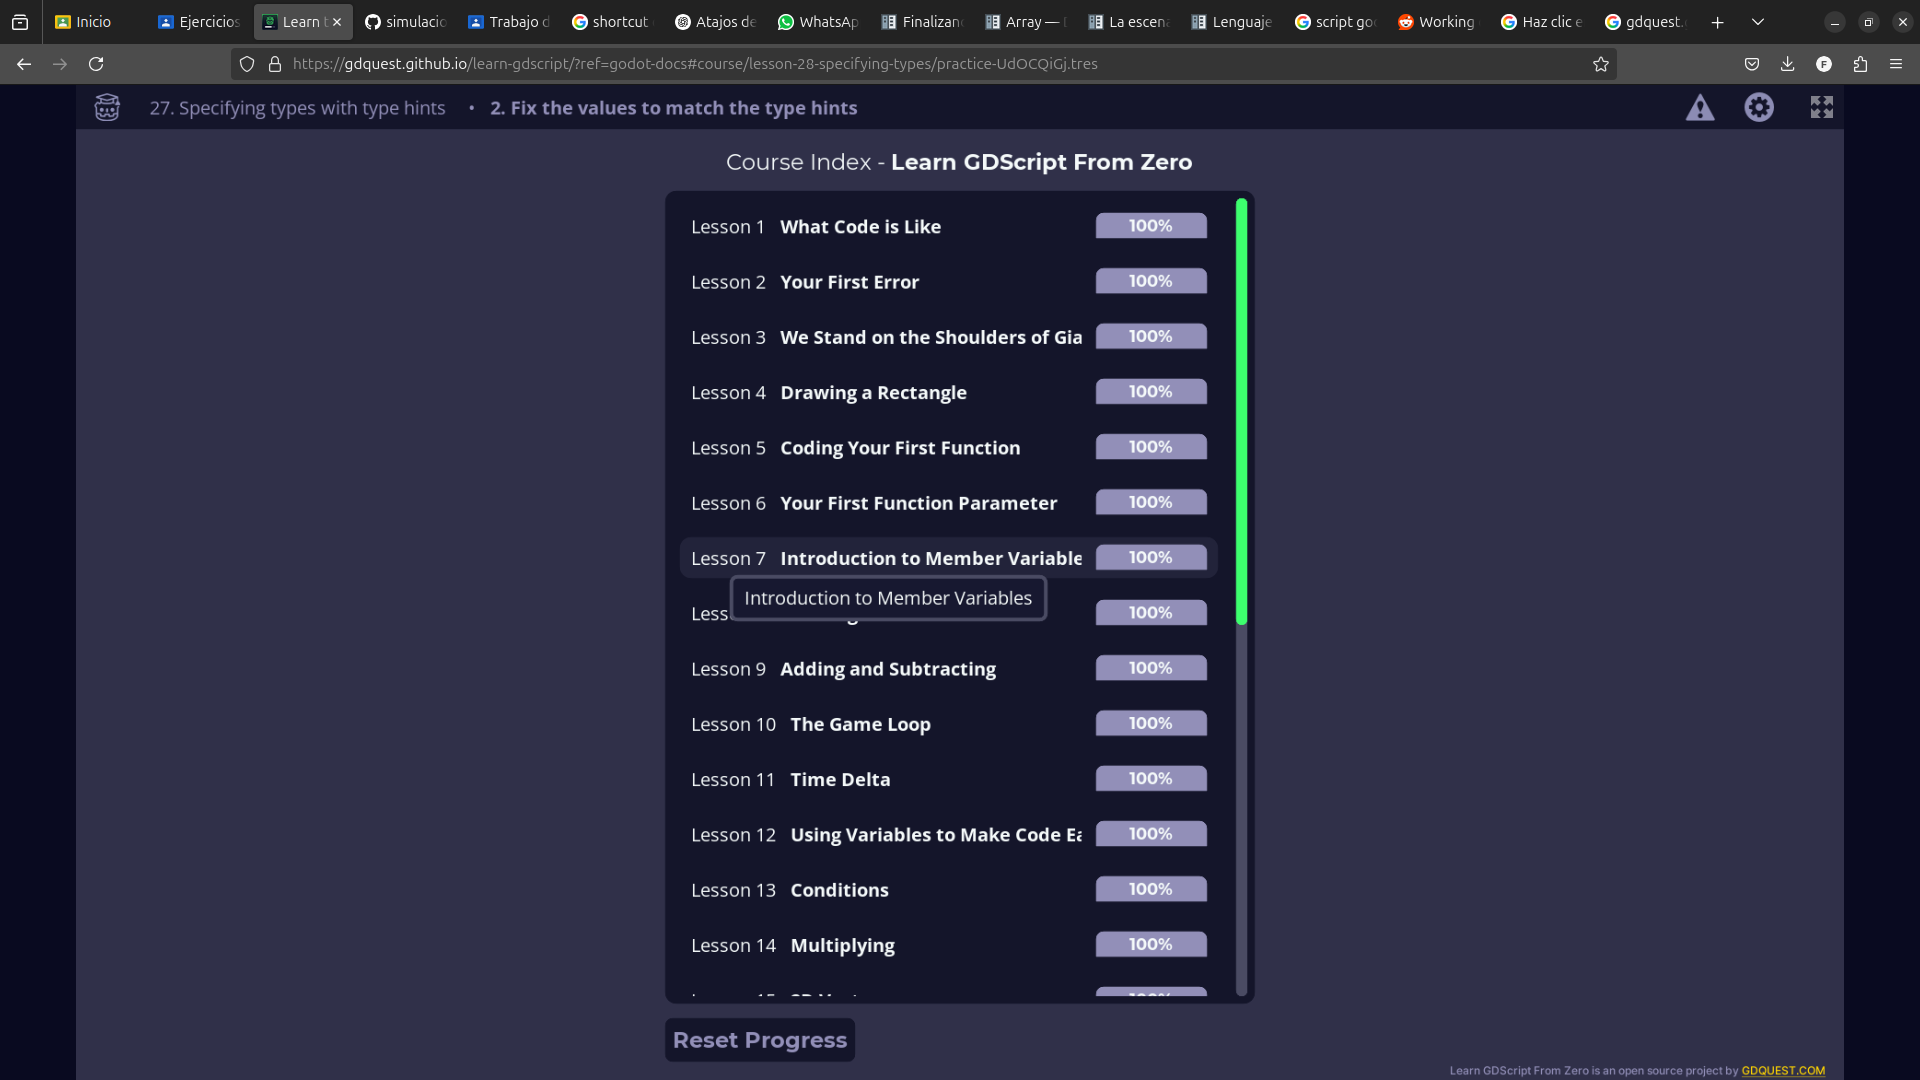 Inicio
Ejercicios
Learn t
simulacio
Trabajo d
shortcut
Atajos de
WhatsAp
Finalizan
Array —
La escena
Lenguaje
script go
Working
Haz clic e
gdquest.
https://gdquest.github.io/learn-gdscript/?ref=godot-docs#course/lesson-28-specifying-types/practice-UdOCQiGj.tres
F
27. Specifying types with type hints • 2. Fix the values to match the type hints
Course Index - Learn GDScript From Zero
Lesson 1 What Code is Like 100%
Lesson 2 Your First Error 100%
Lesson 3 We Stand on the Shoulders of Gia 100%
Lesson 4 Drawing a Rectangle 100%
Lesson 5 Coding Your First Function 100%
Lesson 6 Your First Function Parameter 100%
Lesson 7 Introduction to Member Variable 100%
Introduction to Member Variables
Less 100%
Lesson 9 Adding and Subtracting 100%
Lesson 10 The Game Loop 100%
Lesson 11 Time Delta 100%
Lesson 12 Using Variables to Make Code Ea 100%
Lesson 13 Conditions 100%
Lesson 14 Multiplying 100%
Reset Progress
Learn GDScript From Zero is an open source project by GDQUEST.COM